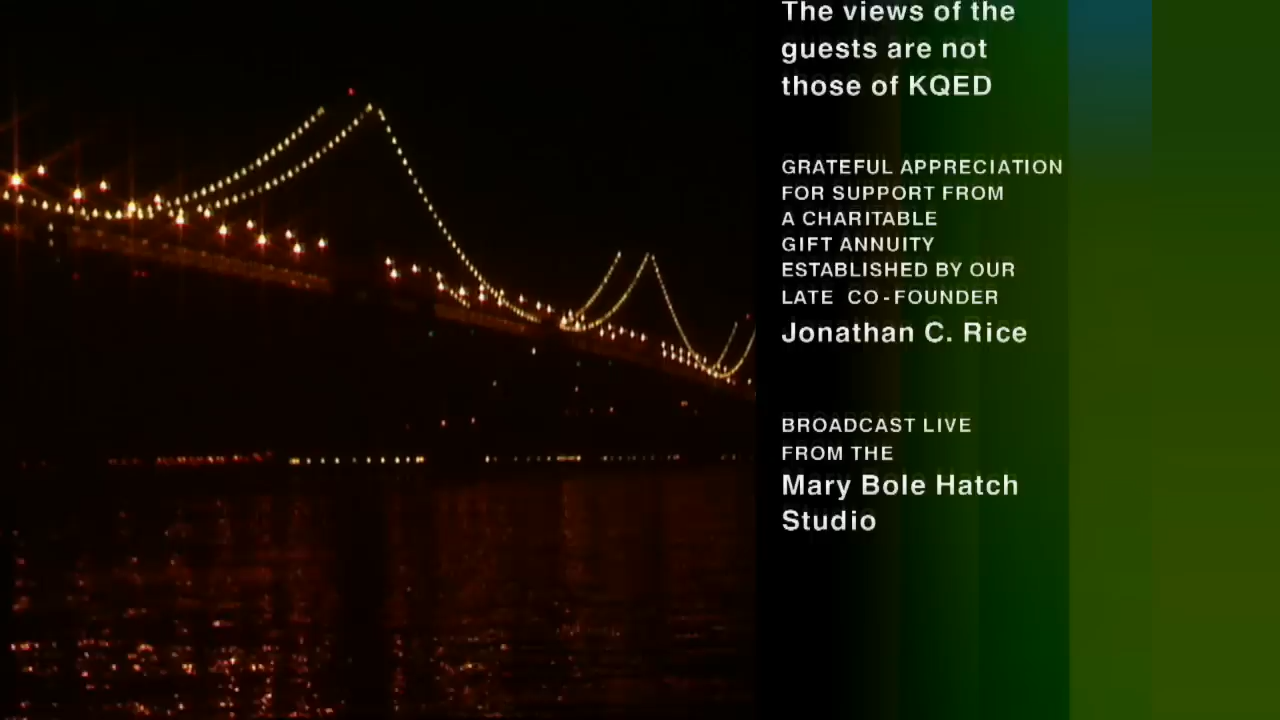 The views of the
guests are not
those of KQED
GRATEFUL APPRECIATION
FOR SUPPORT FROM
A CHARITABLE
GIFT ANNUITY
ESTABLISHED BY OUR
LATE CO-FOUNDER
Jonathan C. Rice
BROADCAST LIVE
FROM THE
Mary Bole Hatch
Studio